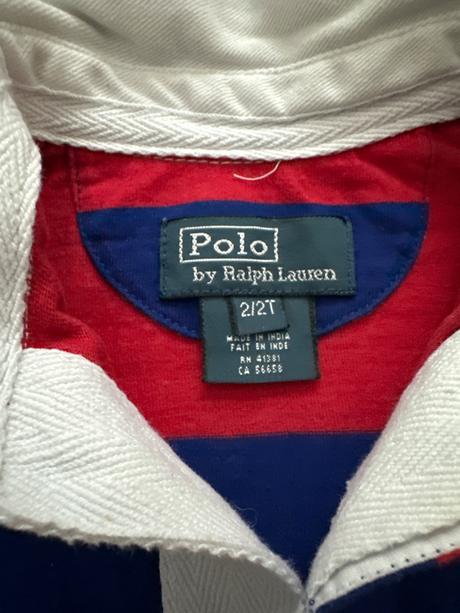 Polo
by Ralph Lauren
2/2T
MADE IN INDIA
FAIT EN INDE
RN 41381
CA 56658